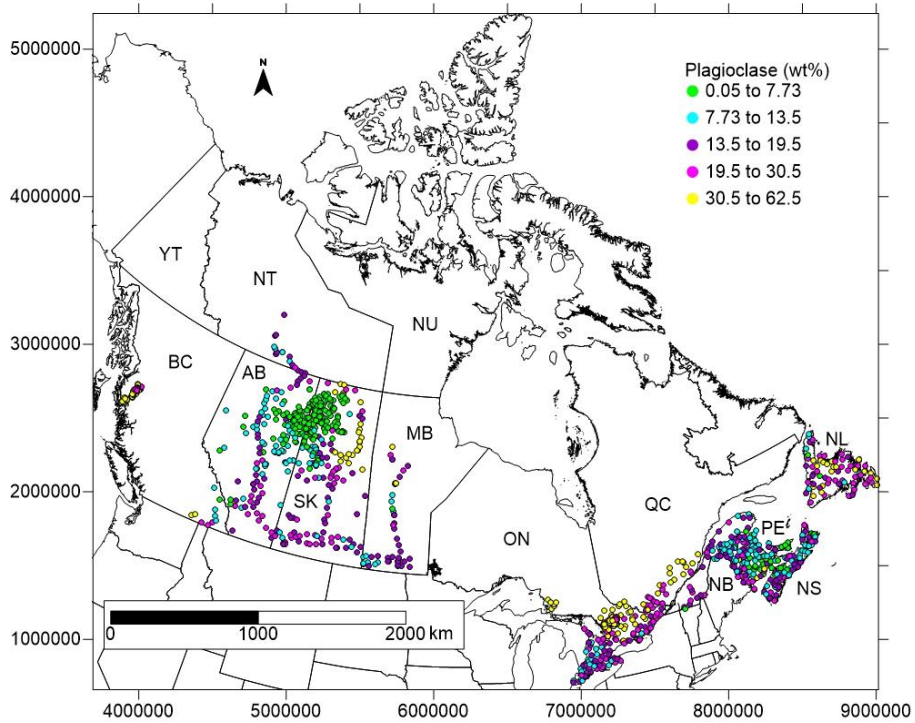 5000000
4000000
3000000
2000000
1000000
N
Plagioclase (wt%)
0.05 to 7.73
7.73 to 13.5
13.5 to 19.5
19.5 to 30.5
30.5 to 62.5
YT
NT
NU
BC
AB
MB
SK
ON
QC
NL
PE
NB
NS
0 1000 2000 km
4000000 5000000 6000000 7000000 8000000 9000000